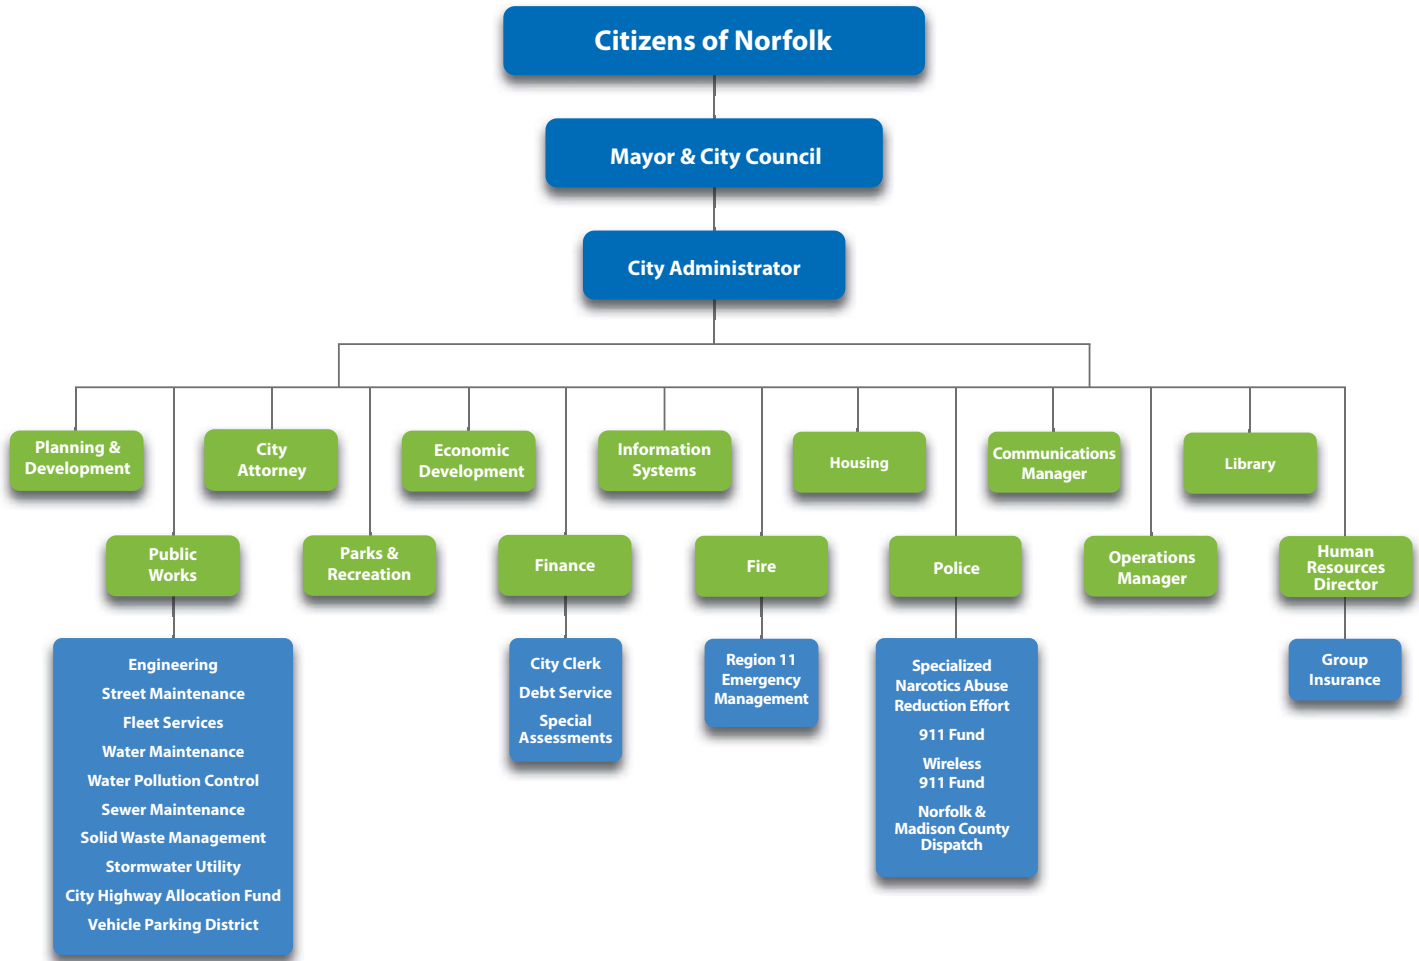 Citizens of Norfolk
Mayor & City Council
City Administrator
Planning &
Development
City
Attorney
Economic
Development
Information
Systems
Housing
Communications
Manager
Library
Public
Works
Parks &
Recreation
Finance
Fire
Police
Operations
Manager
Human
Resources
Director
Engineering
Street Maintenance
Fleet Services
Water Maintenance
Water Pollution Control
Sewer Maintenance
Solid Waste Management
Stormwater Utility
City Highway Allocation Fund
Vehicle Parking District
City Clerk
Debt Service
Special
Assessments
Region 11
Emergency
Management
Specialized
Narcotics Abuse
Reduction Effort
911 Fund
Wireless
911 Fund
Norfolk &
Madison County
Dispatch
Group
Insurance